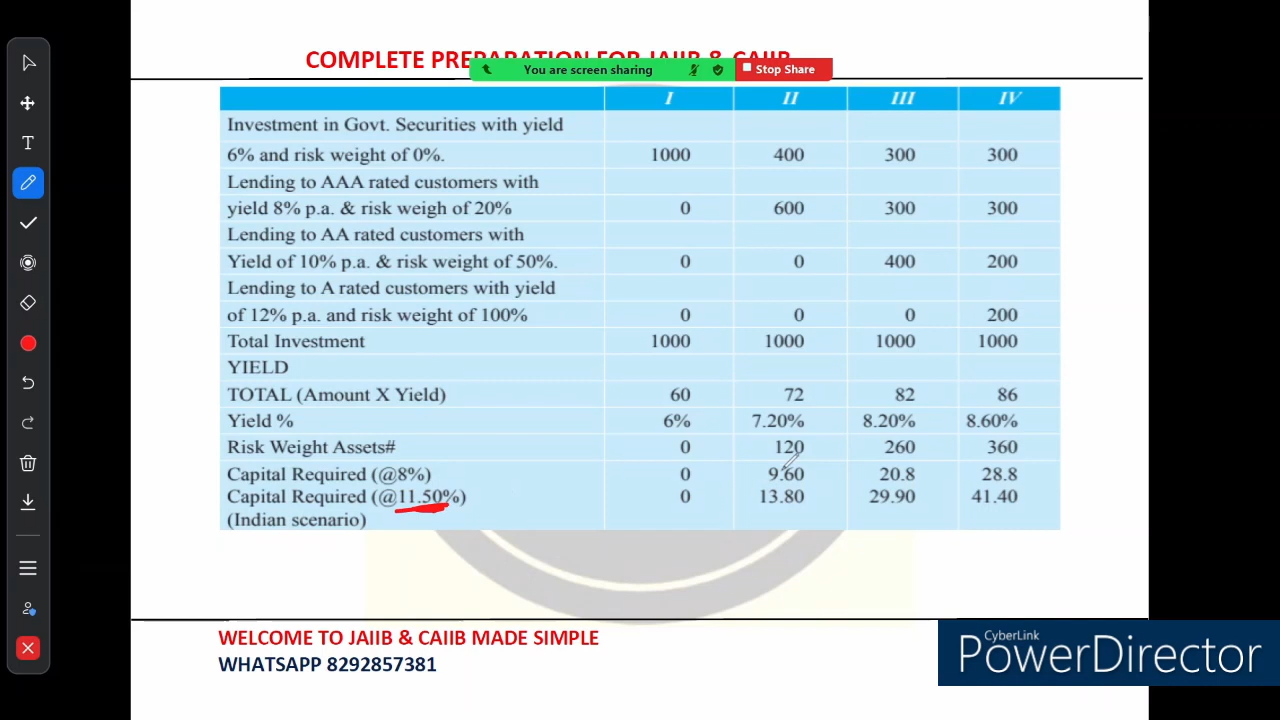 COMPLETE PREPARATION FOR JAIIB & CAIIB
You are screen sharing
Stop Share
I II III IV
Investment in Govt. Securities with yield
6% and risk weight of 0%. 1000 400 300 300
Lending to AAA rated customers with
yield 8% p.a. & risk weigh of 20% 0 600 300 300
Lending to AA rated customers with
Yield of 10% p.a. & risk weight of 50%. 0 0 400 200
Lending to A rated customers with yield
of 12% p.a. and risk weight of 100% 0 0 0 200
Total Investment 1000 1000 1000 1000
YIELD
TOTAL (Amount X Yield) 60 72 82 86
Yield % 6% 7.20% 8.20% 8.60%
Risk Weight Assets# 0 120 260 360
Capital Required (@8%) 0 9.60 20.8 28.8
Capital Required (@11.50%) 0 13.80 29.90 41.40
(Indian scenario)
WELCOME TO JAIIB & CAIIB MADE SIMPLE
WHATSAPP 8292857381
CyberLink
PowerDirector